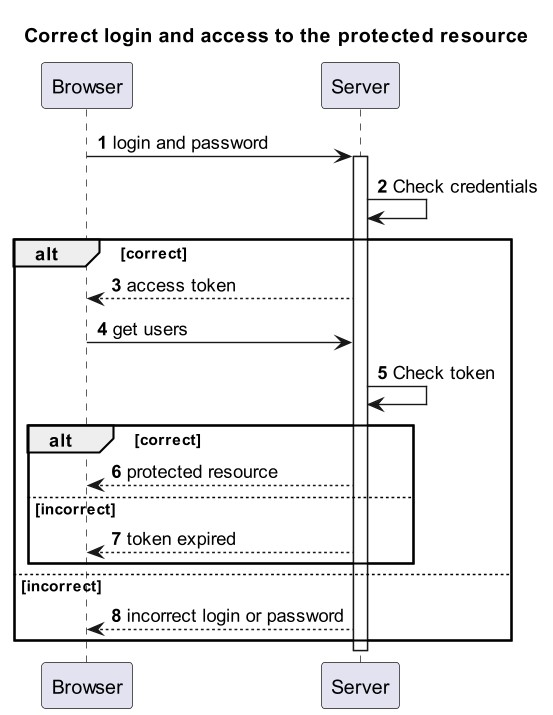 Correct login and access to the protected resource
Browser
Server
1 login and password
2 Check credentials
alt
[correct]
3 access token
4 get users
5 Check token
alt
[correct]
6 protected resource
[incorrect]
7 token expired
[incorrect]
8 incorrect login or password
Browser
Server